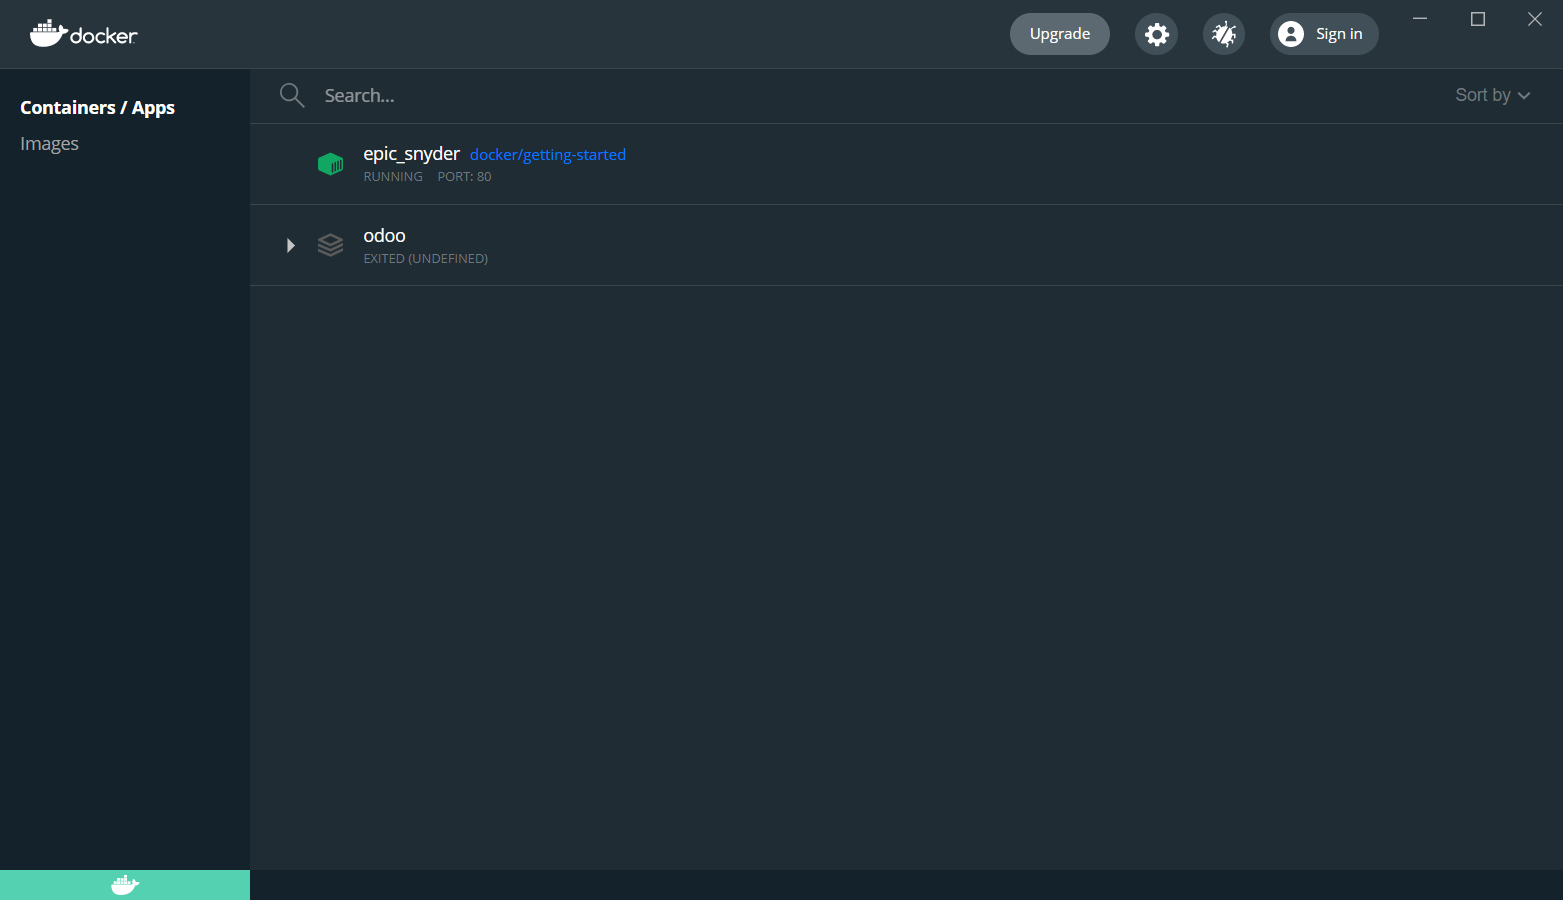 docker
Upgrade
Sign in
Containers / Apps
Images
Search...
Sort by
epic_snyder docker/getting-started
RUNNING PORT: 80
odoo
EXITED (UNDEFINED)